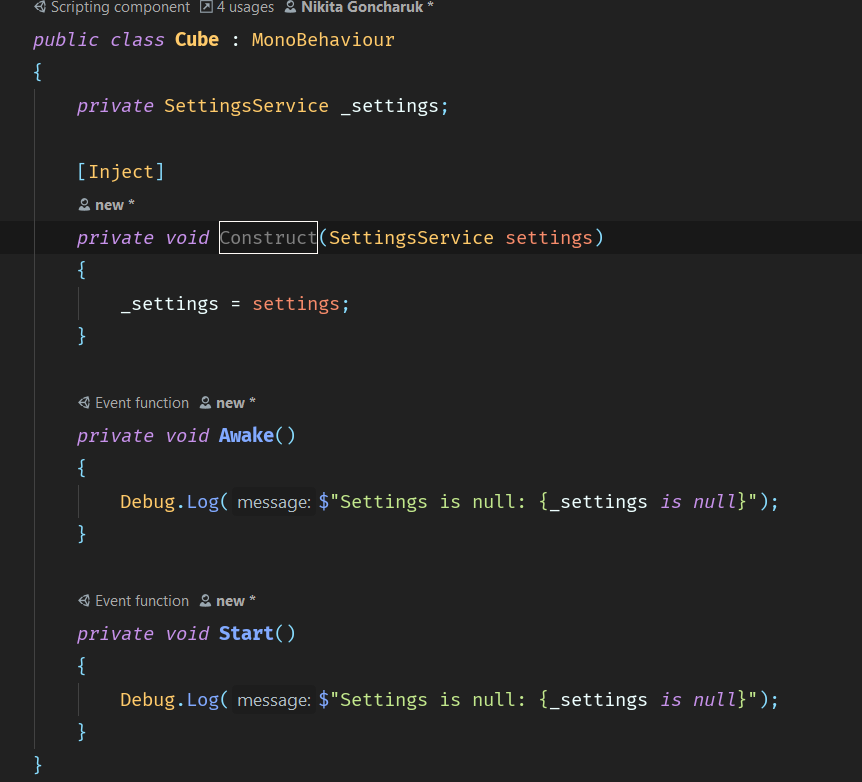 Scripting component 4 usages Nikita Goncharuk *
public class Cube : MonoBehaviour
{
private SettingsService _settings;
[Inject]
new *
private void Construct(SettingsService settings)
{
_settings = settings;
}
Event function new *
private void Awake()
{
Debug.Log( message: $"Settings is null: {_settings is null}");
}
Event function new *
private void Start()
{
Debug.Log( message: $"Settings is null: {_settings is null}");
}
}